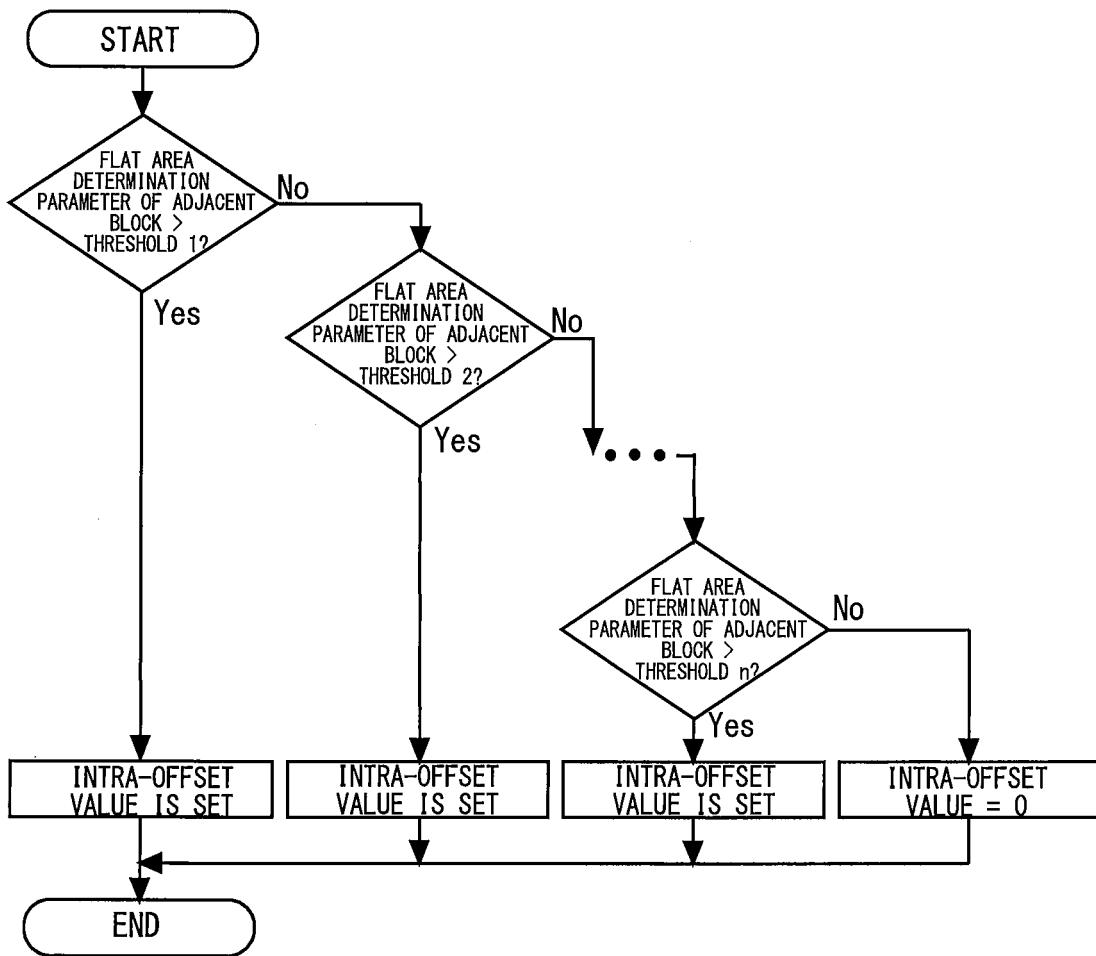 START
FLAT AREA
DETERMINATION
PARAMETER OF ADJACENT
BLOCK >
THRESHOLD 1?
No
Yes
FLAT AREA
DETERMINATION
PARAMETER OF ADJACENT
BLOCK >
THRESHOLD 2?
No
Yes
FLAT AREA
DETERMINATION
PARAMETER OF ADJACENT
BLOCK >
THRESHOLD n?
No
Yes
INTRA-OFFSET
VALUE IS SET
INTRA-OFFSET
VALUE IS SET
INTRA-OFFSET
VALUE IS SET
INTRA-OFFSET
VALUE = 0
END